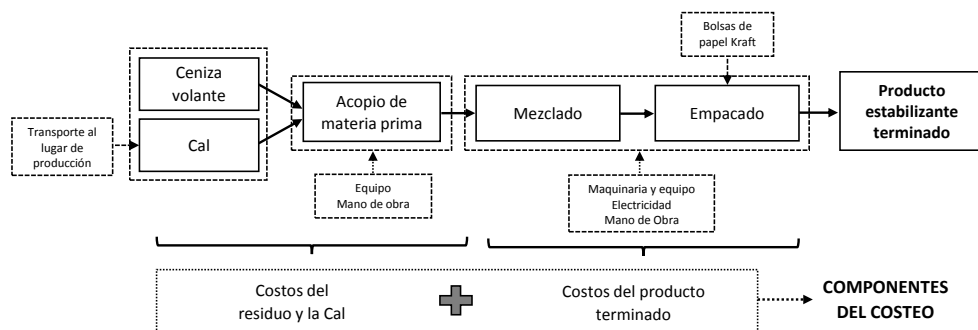 Bolsas de
papel Kraft
Ceniza
volante
Cal
Transporte al
lugar de
producción
Acopio de
materia prima
Mezclado
Empacado
Producto
estabilizante
terminado
Equipo
Mano de obra
Maquinaria y equipo
Electricidad
Mano de Obra
Costos del
residuo y la Cal
Costos del producto
terminado
COMPONENTES
DEL COSTEO